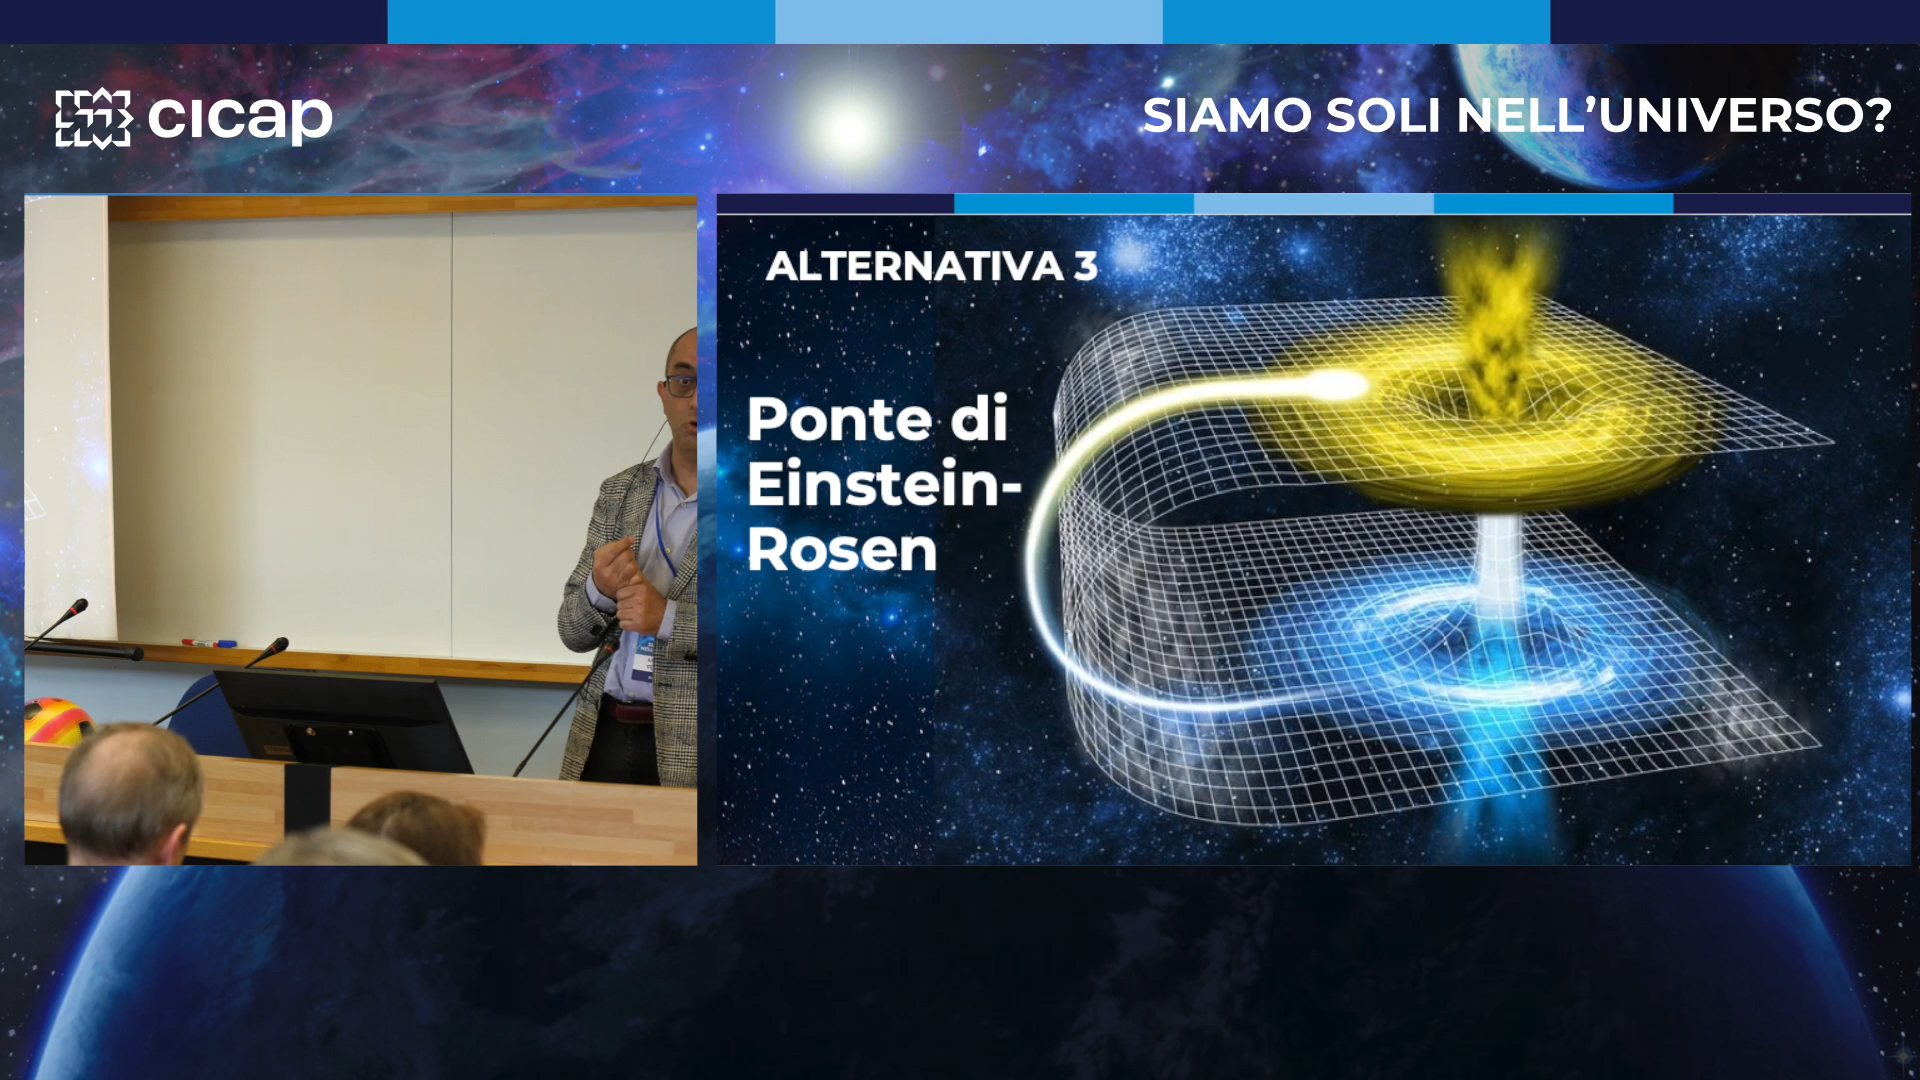 cicap
SIAMO SOLI NELL’UNIVERSO?
ALTERNATIVA 3
Ponte di
Einstein-
Rosen